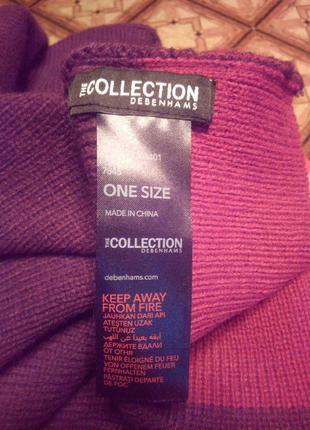 THE COLLECTION
DEBENHAMS
7645
ONE SIZE
MADE IN CHINA
THE COLLECTION
DEBENHAMS
debenhams.com
KEEP AWAY
FROM FIRE
JAUHKAN DARI API
ATEŞTEN UZAK
TUTUNUZ
ابقه بعيدا عن اللهب
ДЕРЖИТЕ ВДАЛИ
ОТ ОГНЯ
TENIR ÉLOIGNÉ DU FEU
VON OFFENEM FEUER
FERNHALTEN
PĂSTRAŢI DEPARTE
DE FOC